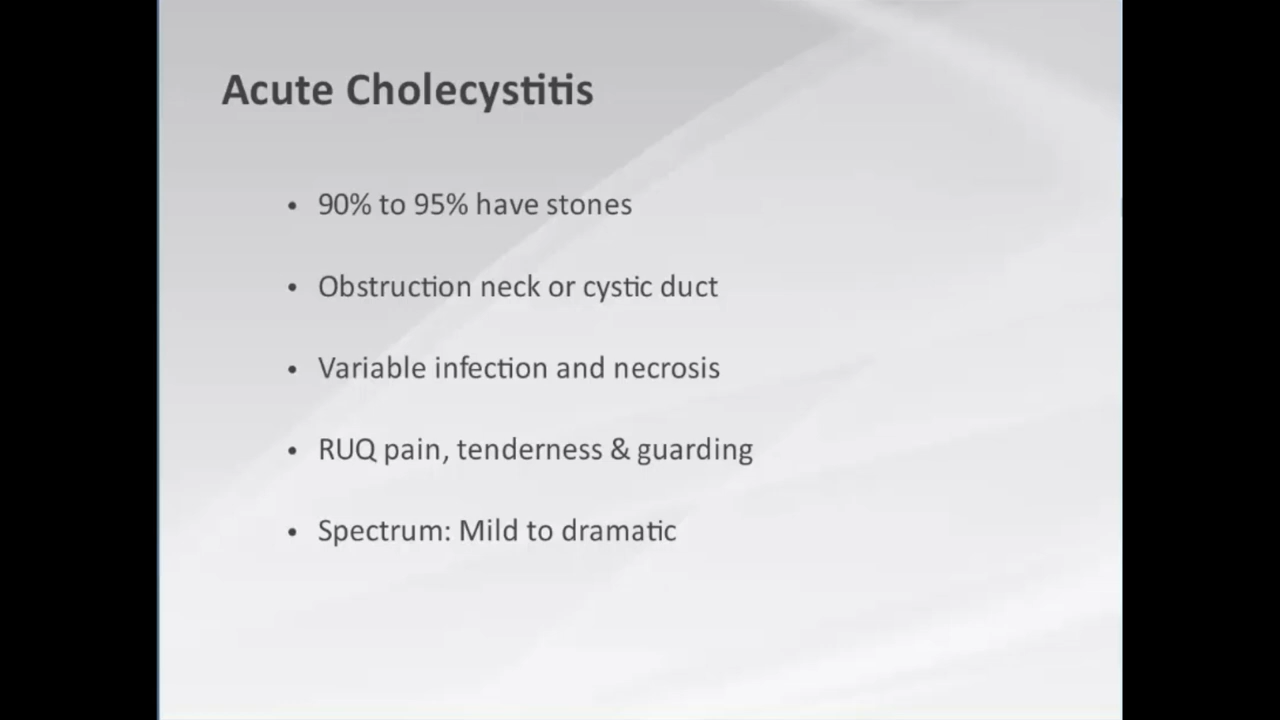 Acute Cholecystitis
• 90% to 95% have stones
• Obstruction neck or cystic duct
• Variable infection and necrosis
• RUQ pain, tenderness & guarding
• Spectrum: Mild to dramatic